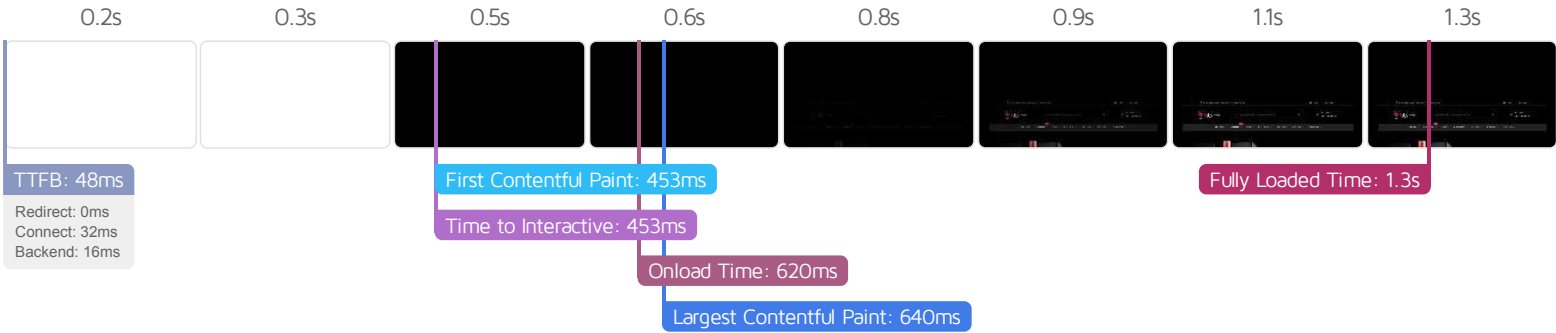 0.2s
0.3s
0.5s
0.6s
0.8s
0.9s
1.1s
1.3s
TTFB: 48ms
Redirect: 0ms
Connect: 32ms
Backend: 16ms
First Contentful Paint: 453ms
Time to Interactive: 453ms
Onload Time: 620ms
Largest Contentful Paint: 640ms
Fully Loaded Time: 1.3s